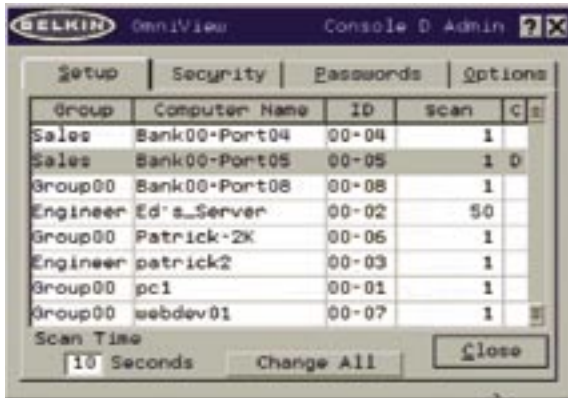 BELKIN OmniView Console D Admin ? X
Setup Security Passwords Options
Group Computer Name ID Scan C
Sales Bank00-Port04 00-04 1
Sales Bank00-Port05 00-05 1 D
Group00 Bank00-Port08 00-08 1
Engineer Ed's_Server 00-02 50
Group00 Patrick-2K 00-06 1
Engineer patrick2 00-03 1
Group00 pc1 00-01 1
Group00 webdev01 00-07 1
Scan Time
10 Seconds Change All Close